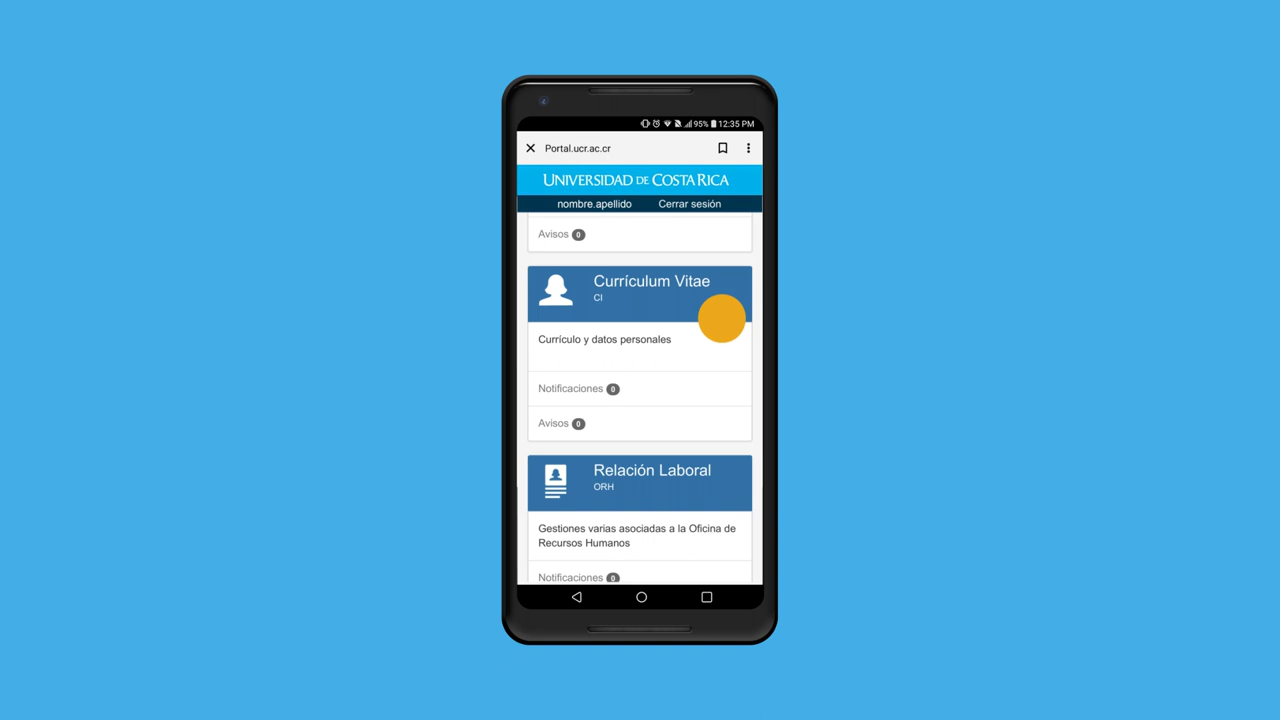 95% 12:35 PM
Portal.ucr.ac.cr
UNIVERSIDAD DE COSTA RICA
nombre.apellido Cerrar sesión
Avisos 0
Currículum Vitae
CI
Currículo y datos personales
Notificaciones 0
Avisos 0
Relación Laboral
ORH
Gestiones varias asociadas a la Oficina de
Recursos Humanos
Notificaciones 0